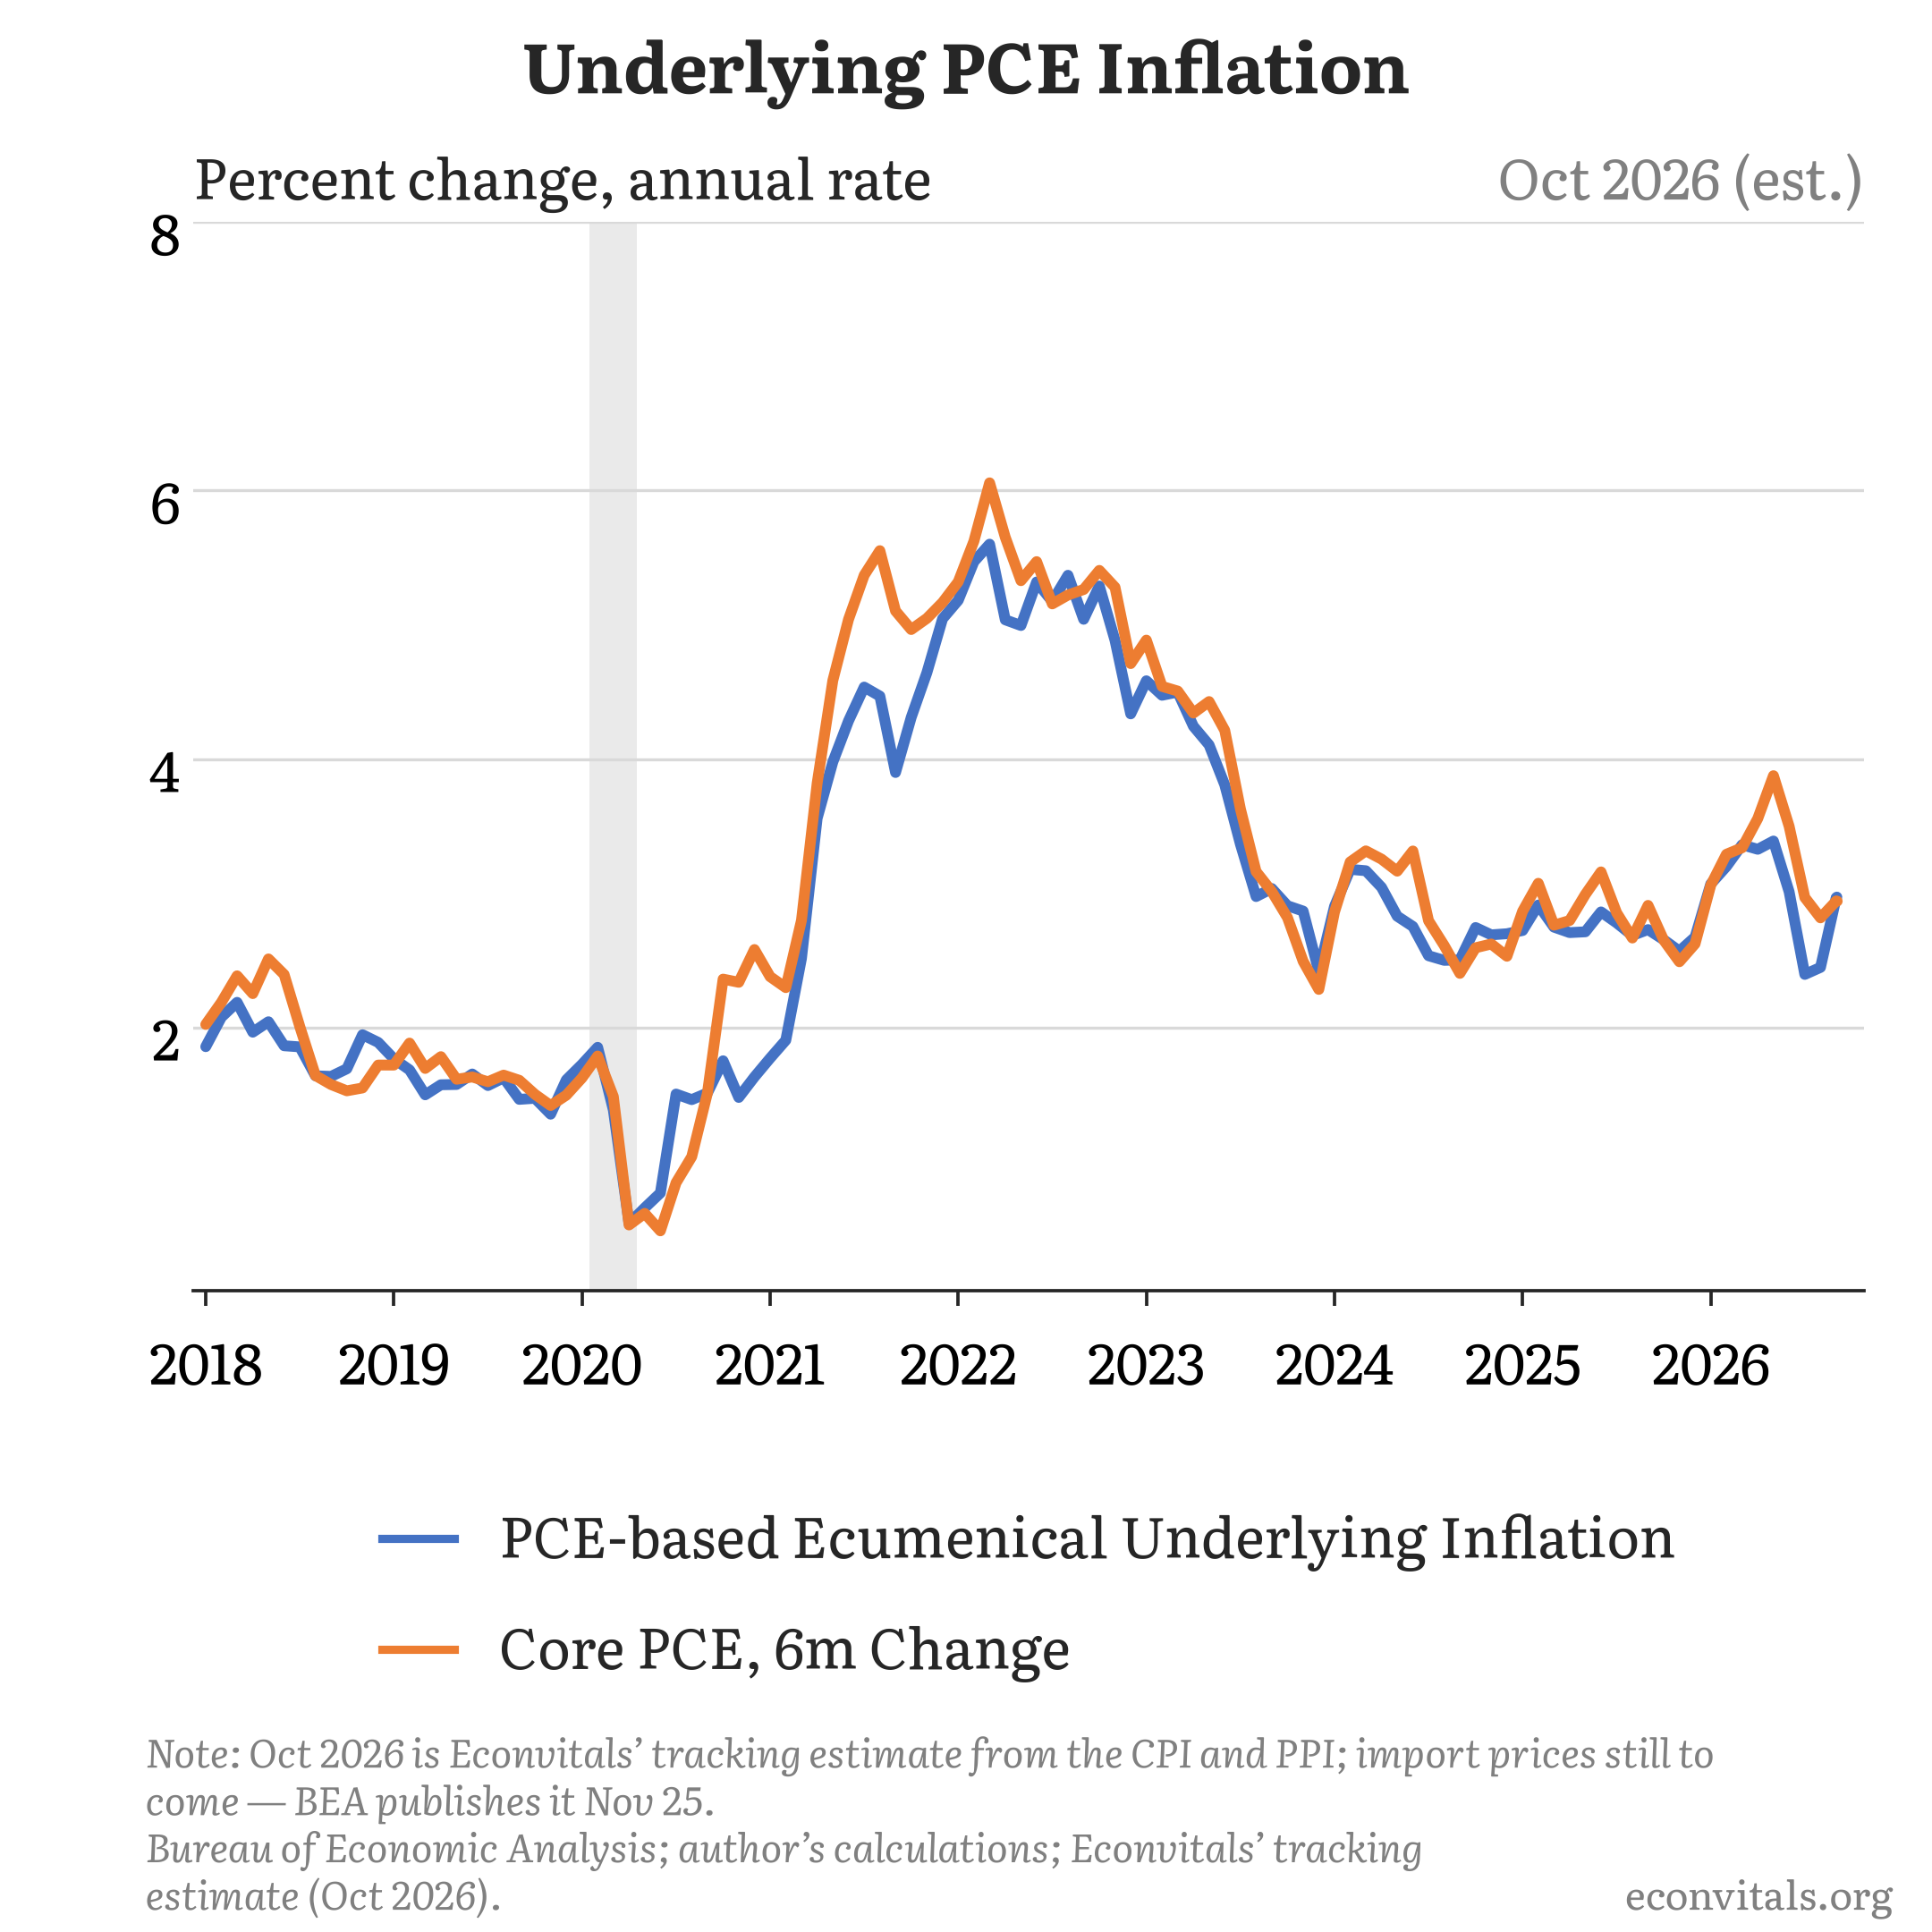 Underlying PCE Inflation
Percent change, annual rate
Oct 2026 (est.)
8
6
4
2
2018 2019 2020 2021 2022 2023 2024 2025 2026
PCE-based Ecumenical Underlying Inflation
Core PCE, 6m Change
Note: Oct 2026 is Econvitals’ tracking estimate from the CPI and PPI; import prices still to
come — BEA publishes it Nov 25.
Bureau of Economic Analysis; author’s calculations; Econvitals’ tracking
estimate (Oct 2026).
econvitals.org